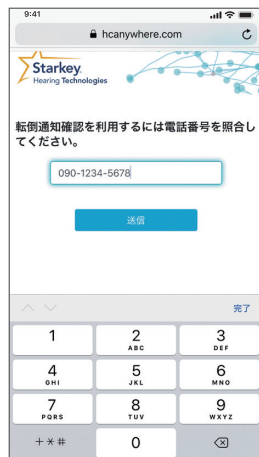 9:41
hcanywhere.com
Starkey
Hearing Technologies
転倒通知確認を利用するには電話番号を照合し
てください。
090-1234-5678
送信
完了
1
2
ABC
3
DEF
4
GHI
5
JKL
6
MNO
7
PQRS
8
TUV
9
WXYZ
+*#
0